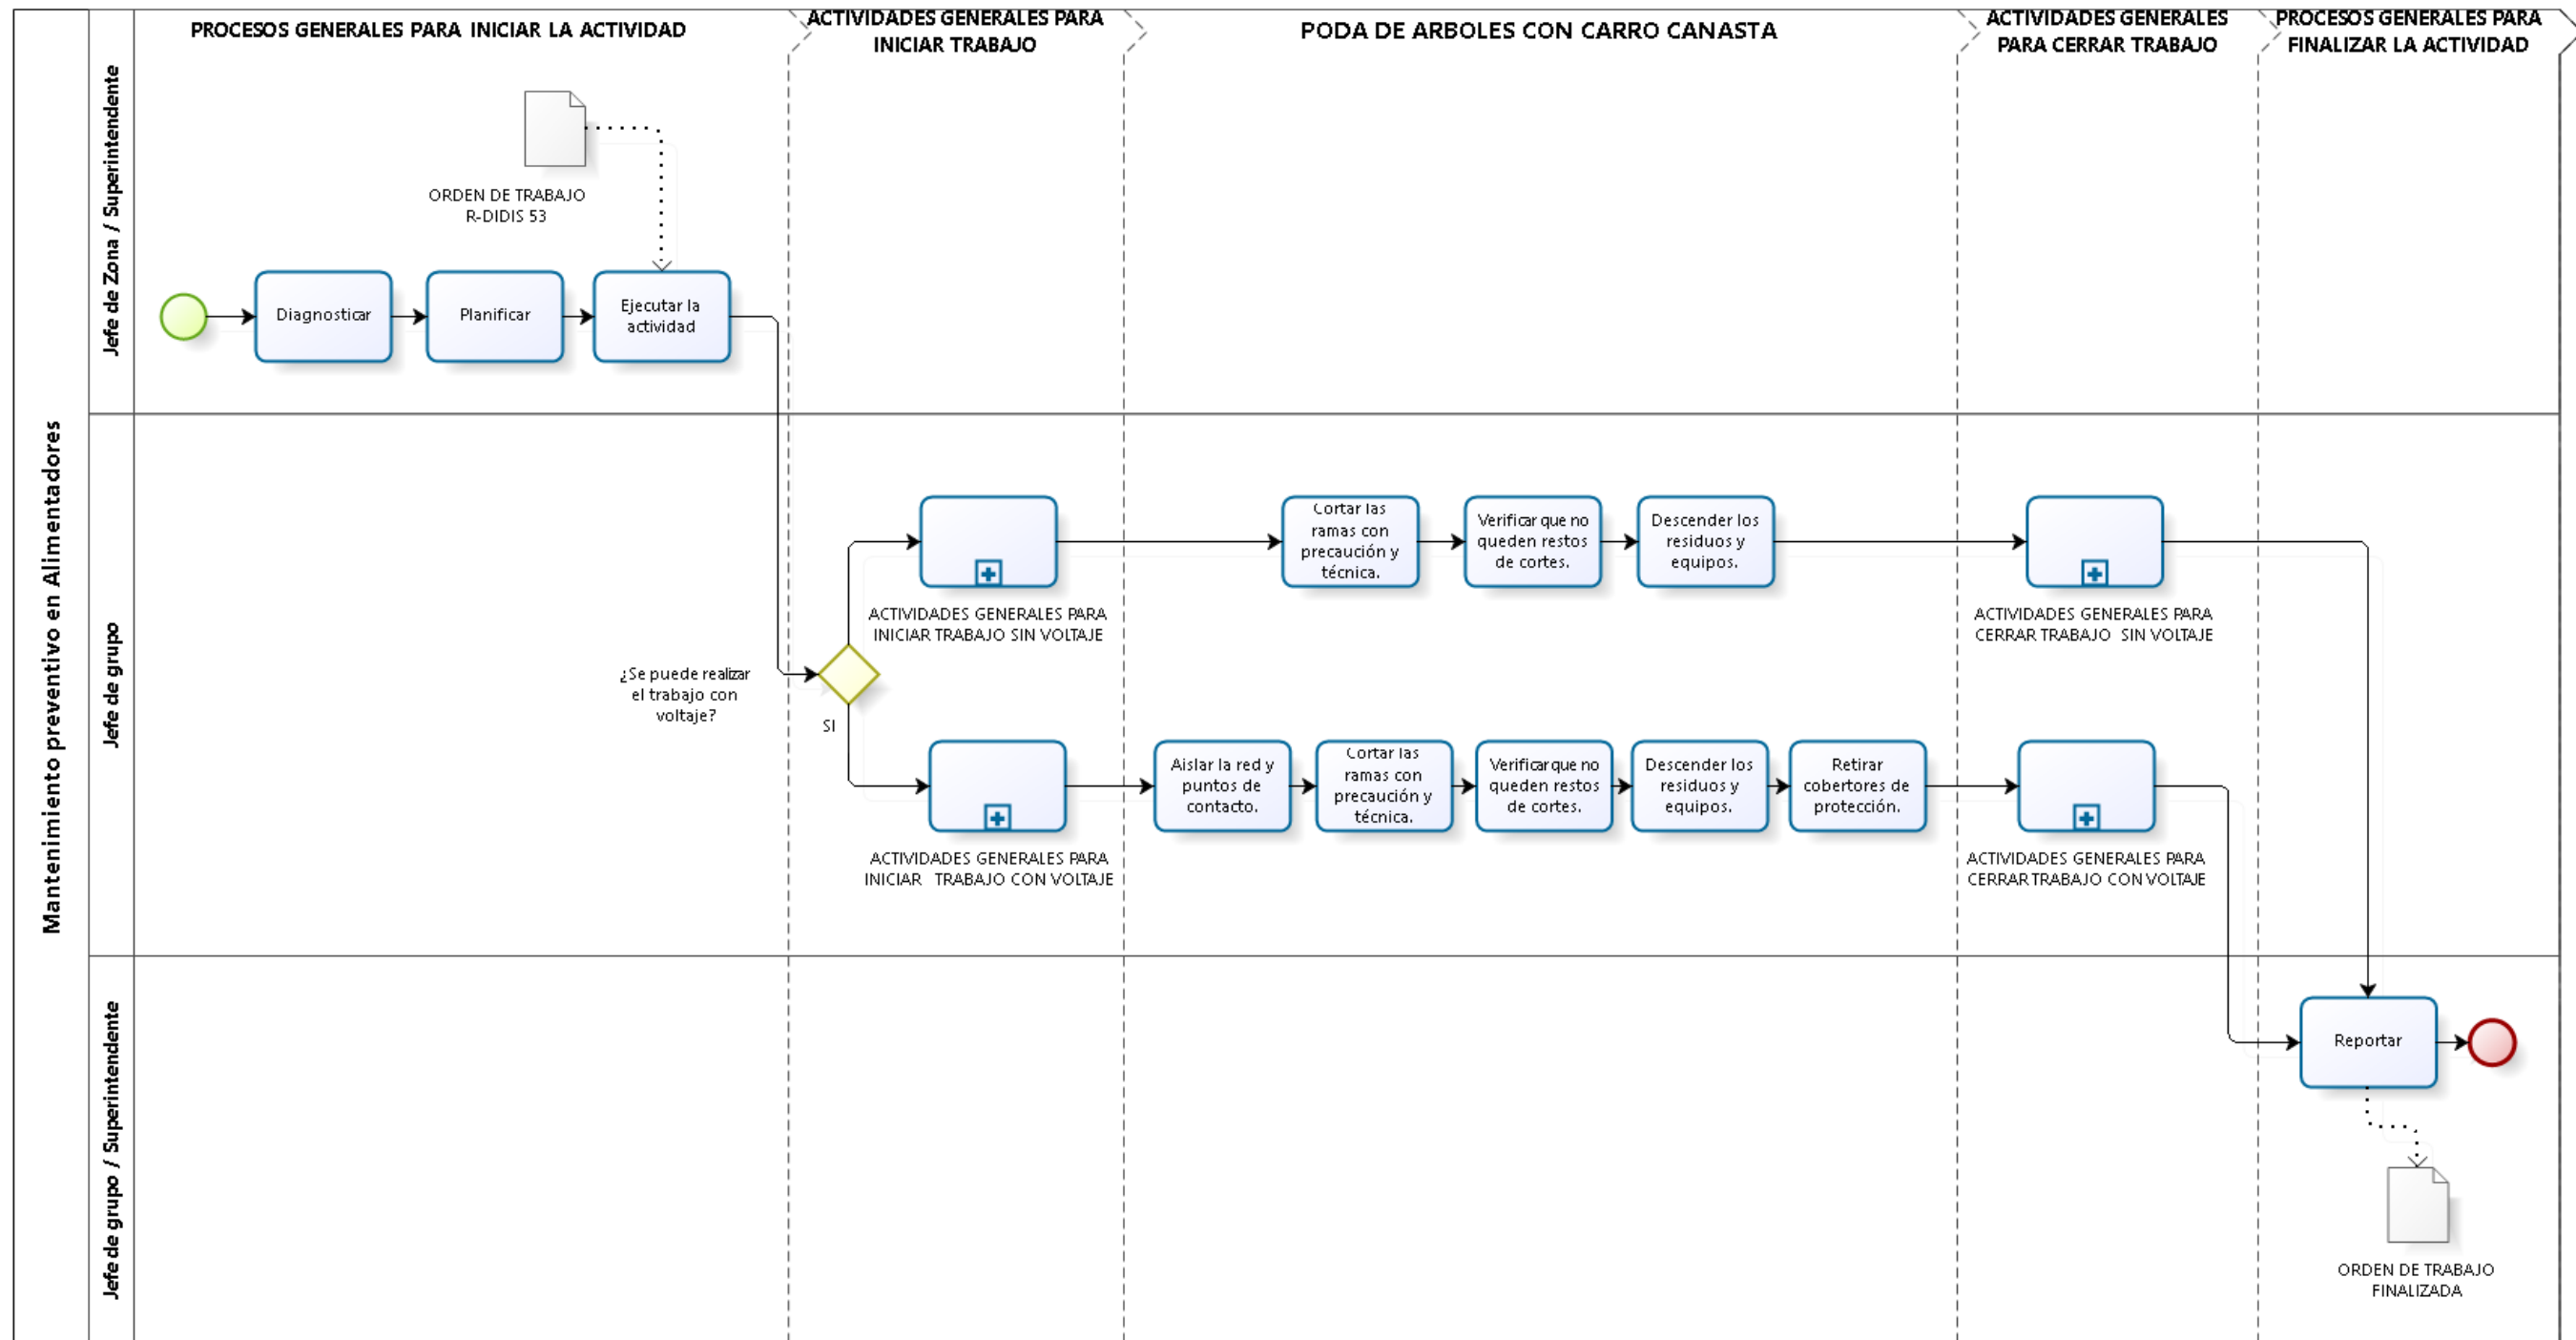 PROCESOS GENERALES PARA INICIAR LA ACTIVIDAD
ACTIVIDADES GENERALES PARA
INICIAR TRABAJO
PODA DE ARBOLES CON CARRO CANASTA
ACTIVIDADES GENERALES
PARA CERRAR TRABAJO
PROCESOS GENERALES PARA
FINALIZAR LA ACTIVIDAD
Mantenimiento preventivo en Alimentadores
Jefe de Zona / Superintendente
ORDEN DE TRABAJO
R-DIDIS 53
Diagnosticar
Planificar
Ejecutar la
actividad
Jefe de grupo
¿Se puede realizar
el trabajo con
voltaje?
SI
ACTIVIDADES GENERALES PARA
INICIAR TRABAJO SIN VOLTAJE
Cortar las
ramas con
precaución y
técnica.
Verificar que no
queden restos
de cortes.
Descender los
residuos y
equipos.
ACTIVIDADES GENERALES PARA
CERRAR TRABAJO SIN VOLTAJE
ACTIVIDADES GENERALES PARA
INICIAR TRABAJO CON VOLTAJE
Aislar la red y
puntos de
contacto.
Cortar las
ramas con
precaución y
técnica.
Verificar que no
queden restos
de cortes.
Descender los
residuos y
equipos.
Retirar
cobertores de
protección.
ACTIVIDADES GENERALES PARA
CERRAR TRABAJO CON VOLTAJE
Jefe de grupo / Superintendente
Reportar
ORDEN DE TRABAJO
FINALIZADA